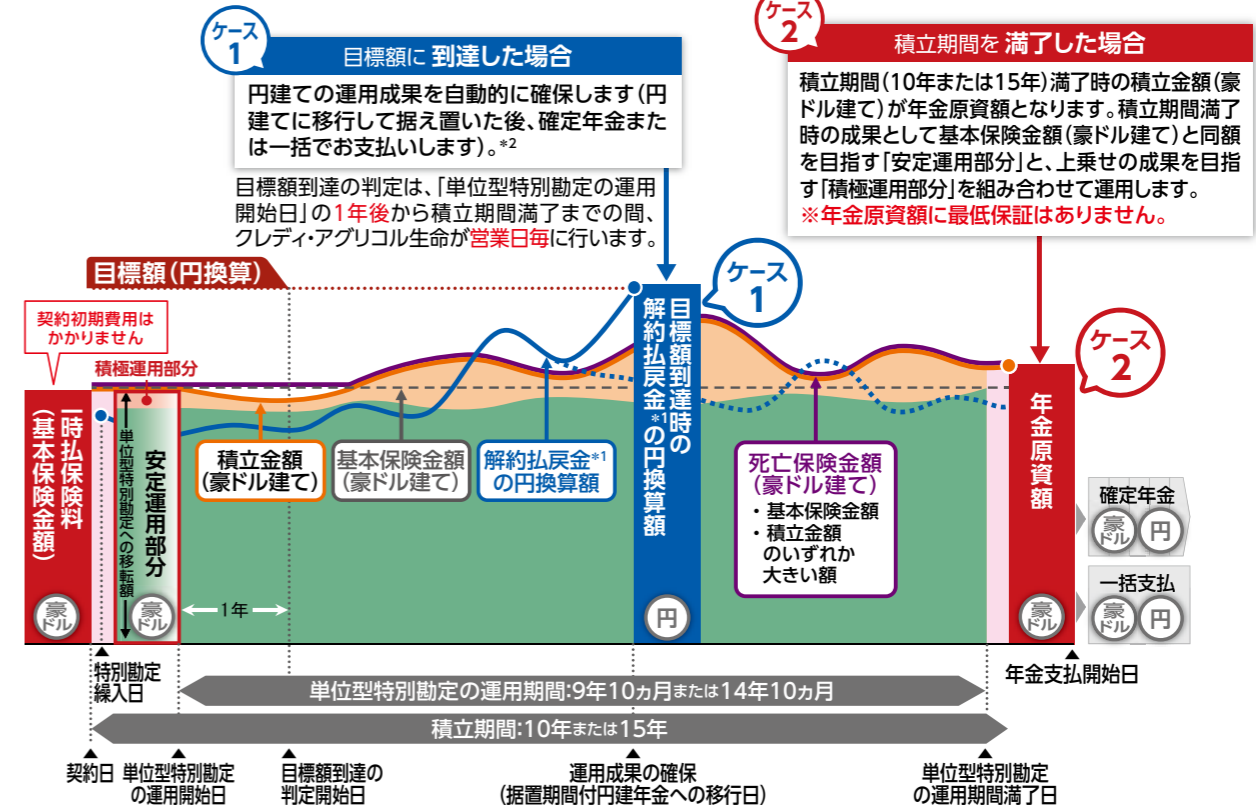 ケース
1
目標額に 到達した場合
円建ての運用成果を自動的に確保します(円
建てに移行して据え置いた後、確定年金また
は一括でお支払いします)。*2
目標額到達の判定は、「単位型特別勘定の運用
開始日」の1年後から積立期間満了までの間、
クレディ・アグリコル生命が営業日毎に行います。
ケース
2
積立期間を 満了した場合
積立期間(10年または15年)満了時の積立金額(豪
ドル建て)が年金原資額となります。積立期間満了
時の成果として基本保険金額(豪ドル建て)と同額
を目指す「安定運用部分」と、上乗せの成果を目指
す「積極運用部分」を組み合わせて運用します。
※年金原資額に最低保証はありません。
目標額(円換算)
契約初期費用は
かかりません
積極運用部分
一時払保険料
(基本保険金額)
豪
ドル
単位型特別勘定への移転額
安定運用部分
豪
ドル
1年
積立金額
(豪ドル建て)
基本保険金額
(豪ドル建て)
解約払戻金*1
の円換算額
目標額到達時の
解約払戻金*1の円換算額
円
ケース
1
死亡保険金額
(豪ドル建て)
・基本保険金額
・積立金額
のいずれか
大きい額
ケース
2
年金原資額
豪
ドル
確定年金
豪
ドル
円
一括支払
豪
ドル
円
特別勘定
繰入日
年金支払開始日
単位型特別勘定の運用期間:9年10ヵ月または14年10ヵ月
積立期間:10年または15年
契約日
単位型特別勘定
の運用開始日
目標額到達の
判定開始日
運用成果の確保
(据置期間付円建年金への移行日)
単位型特別勘定
の運用期間満了日